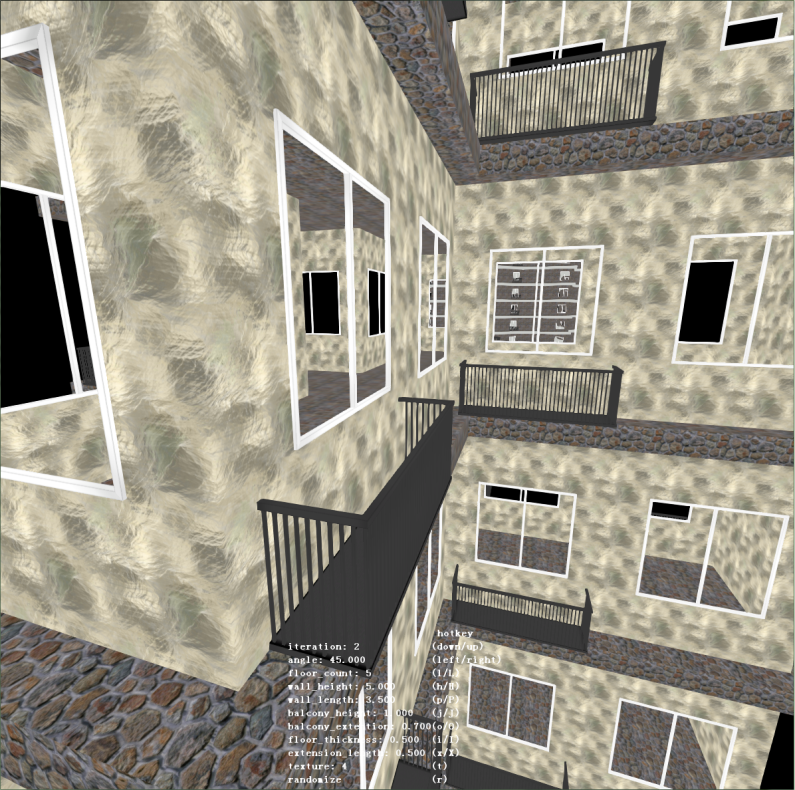 hotkey
iteration: 2 (down/up)
angle: 45.000 (left/right)
floor_count: 5 (l/L)
wall_height: 5.000 (h/H)
wall_length: 3.500 (p/P)
balcony_height: 1.000 (j/J)
balcony_extention: 0.700(o/O)
floor_thickness: 0.500 (i/I)
extension_length: 0.500 (x/X)
texture: 4 (t)
randomize (r)